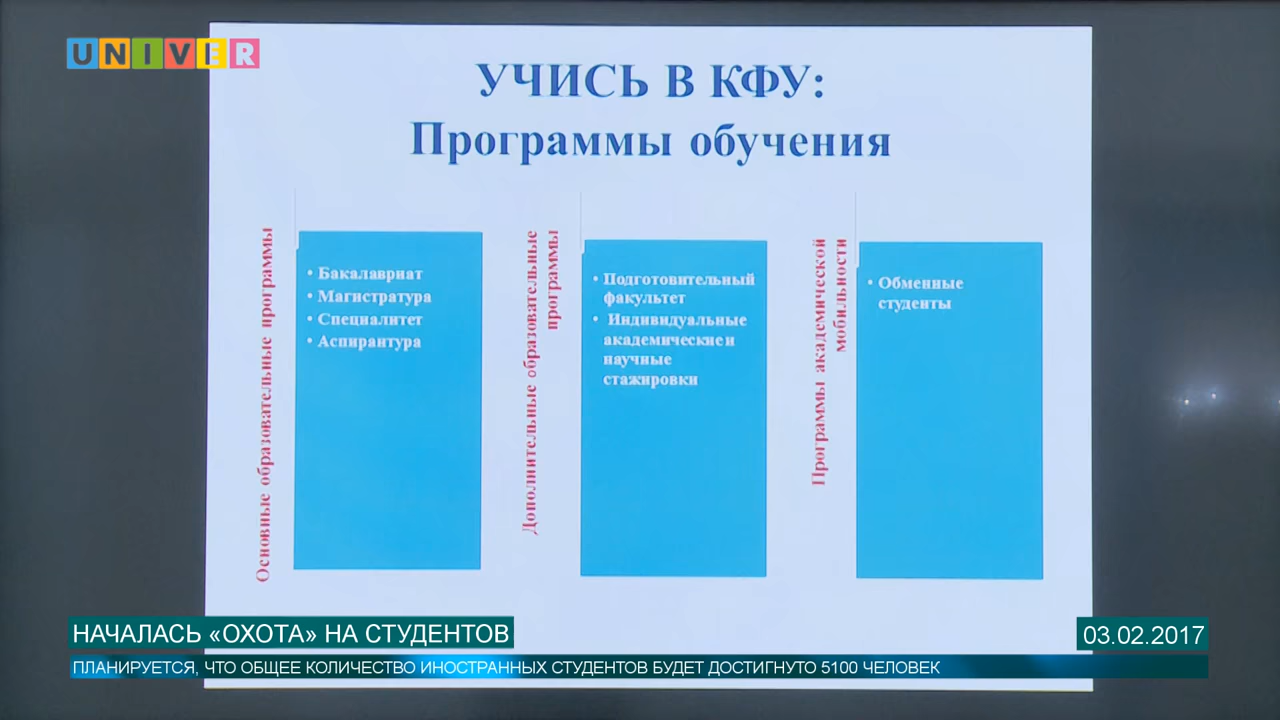 UNIVER
УЧИСЬ В КФУ:
Программы обучения
Основные образовательные программы
• Бакалавриат
• Магистратура
• Специалитет
• Аспирантура
Дополнительные образовательные
программы
• Подготовительный
факультет
• Индивидуальные
академические и
научные
стажировки
Программы академической
мобильности
• Обменные
студенты
НАЧАЛАСЬ «ОХОТА» НА СТУДЕНТОВ
03.02.2017
ПЛАНИРУЕТСЯ, ЧТО ОБЩЕЕ КОЛИЧЕСТВО ИНОСТРАННЫХ СТУДЕНТОВ БУДЕТ ДОСТИГНУТО 5100 ЧЕЛОВЕК